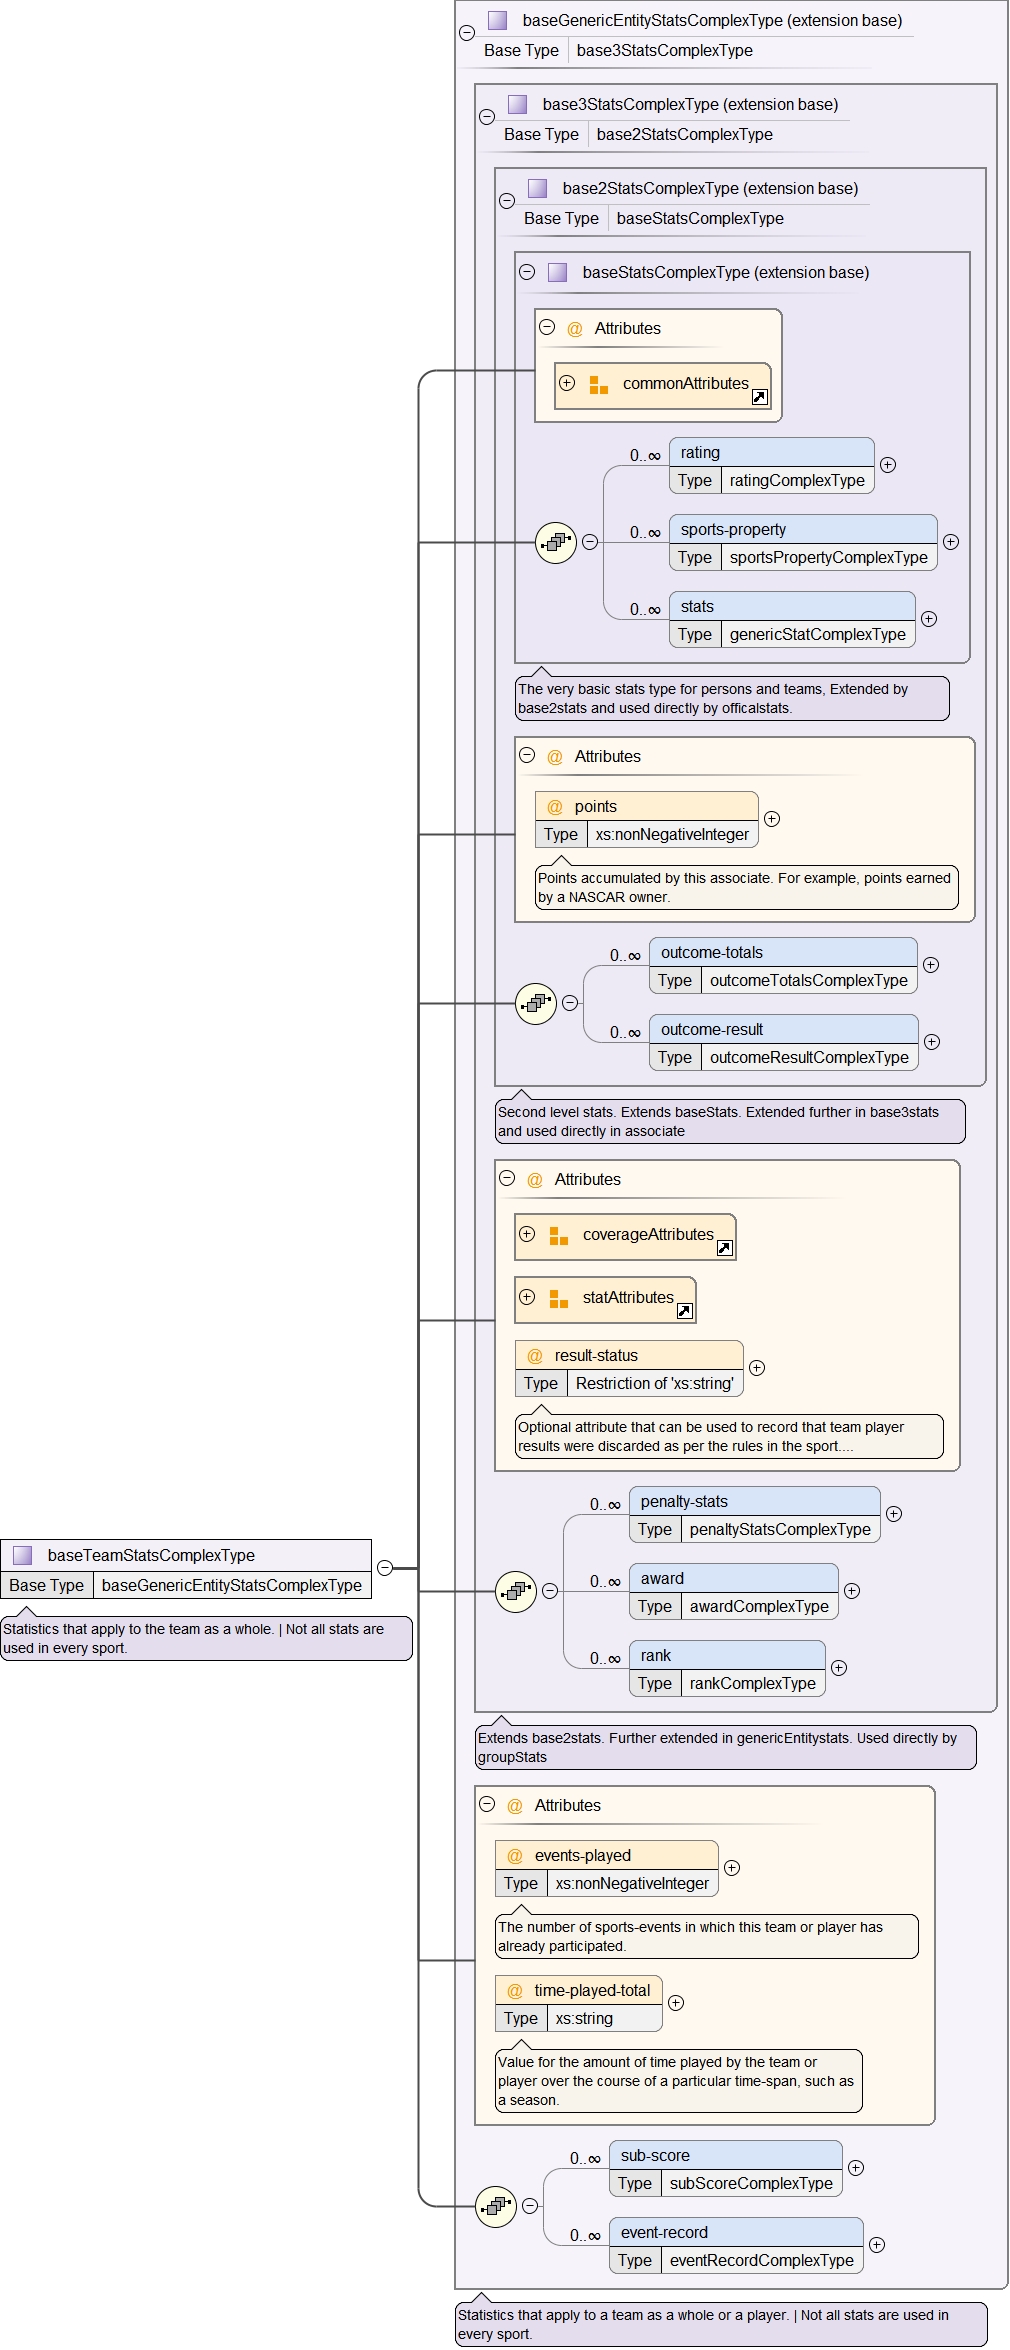 baseGenericEntityStatsComplexType (extension base)
Base Type base3StatsComplexType
base3StatsComplexType (extension base)
Base Type base2StatsComplexType
base2StatsComplexType (extension base)
Base Type baseStatsComplexType
baseStatsComplexType (extension base)
@ Attributes
commonAttributes
0..∞ rating
Type ratingComplexType
0..∞ sports-property
Type sportsPropertyComplexType
0..∞ stats
Type genericStatComplexType
The very basic stats type for persons and teams, Extended by
base2stats and used directly by officalstats.
@ Attributes
@ points
Type xs:nonNegativeInteger
Points accumulated by this associate. For example, points earned
by a NASCAR owner.
0..∞ outcome-totals
Type outcomeTotalsComplexType
0..∞ outcome-result
Type outcomeResultComplexType
Second level stats. Extends baseStats. Extended further in base3stats
and used directly in associate
@ Attributes
coverageAttributes
statAttributes
@ result-status
Type Restriction of 'xs:string'
Optional attribute that can be used to record that team player
results were discarded as per the rules in the sport....
0..∞ penalty-stats
Type penaltyStatsComplexType
0..∞ award
Type awardComplexType
0..∞ rank
Type rankComplexType
baseTeamStatsComplexType
Base Type baseGenericEntityStatsComplexType
Statistics that apply to the team as a whole. | Not all stats are
used in every sport.
Extends base2stats. Further extended in genericEntitystats. Used directly by
groupStats
@ Attributes
@ events-played
Type xs:nonNegativeInteger
The number of sports-events in which this team or player has
already participated.
@ time-played-total
Type xs:string
Value for the amount of time played by the team or
player over the course of a particular time-span, such as
a season.
0..∞ sub-score
Type subScoreComplexType
0..∞ event-record
Type eventRecordComplexType
Statistics that apply to a team as a whole or a player. | Not all stats are used in
every sport.